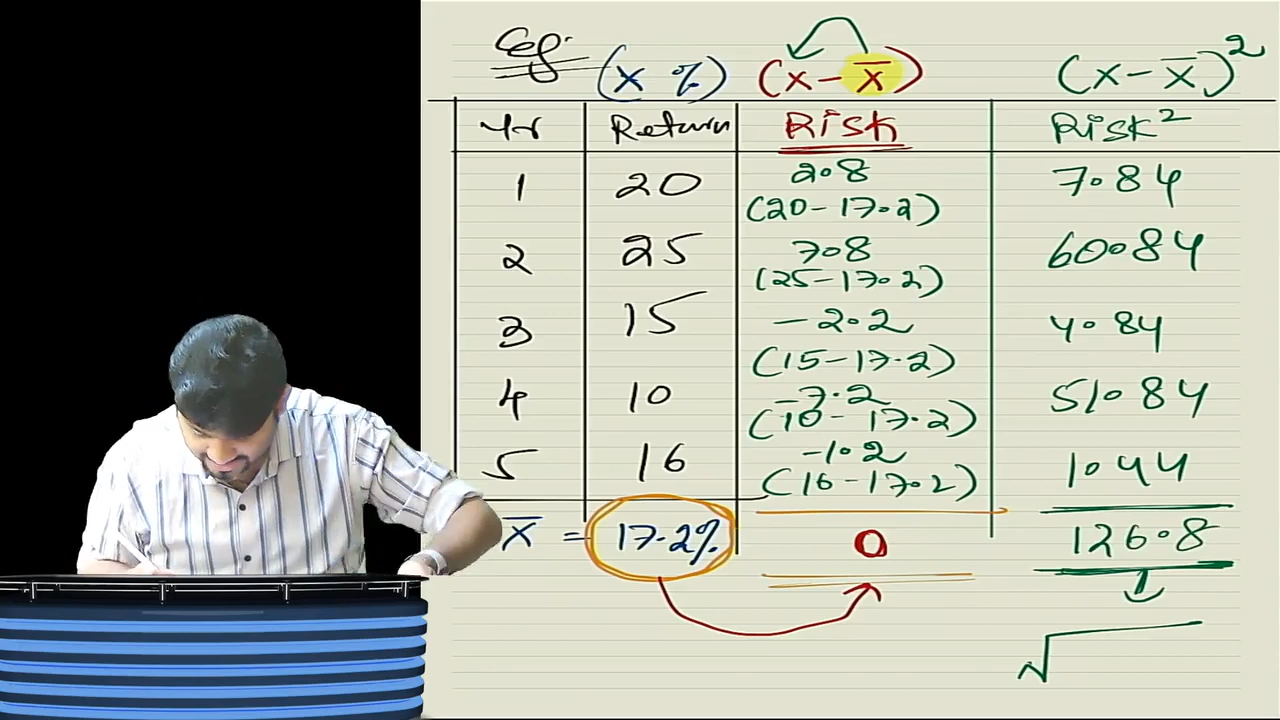 Eg:
(x %) (x - x̄) (x - x̄)²
Yr Return Risk Risk²
1 20 2.8 7.84
(20 - 17.2)
2 25 7.8 60.84
(25 - 17.2)
3 15 -2.2 4.84
(15 - 17.2)
4 10 -7.2 51.84
(10 - 17.2)
5 16 -1.2 1.44
(16 - 17.2)
x̄ = 17.2% 0 126.8
√